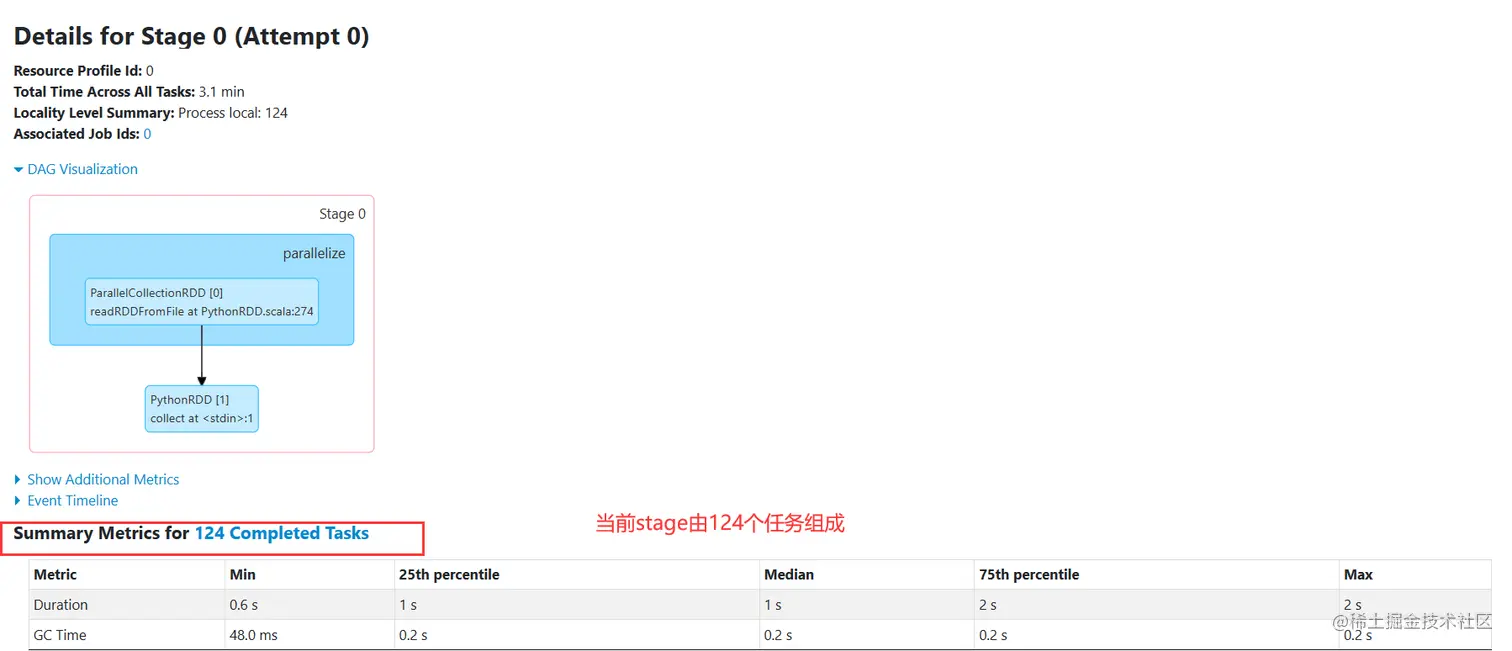 Details for Stage 0 (Attempt 0)
Resource Profile Id: 0
Total Time Across All Tasks: 3.1 min
Locality Level Summary: Process local: 124
Associated Job Ids: 0
DAG Visualization
Stage 0
parallelize
ParallelCollectionRDD [0]
readRDDFromFile at PythonRDD.scala:274
PythonRDD [1]
collect at <stdin>:1
Show Additional Metrics
Event Timeline
Summary Metrics for 124 Completed Tasks
当前stage由124个任务组成
Metric Min 25th percentile Median 75th percentile Max
Duration 0.6 s 1 s 1 s 2 s 2 s
GC Time 48.0 ms 0.2 s 0.2 s 0.2 s 0.2 s
@稀土掘金技术社区